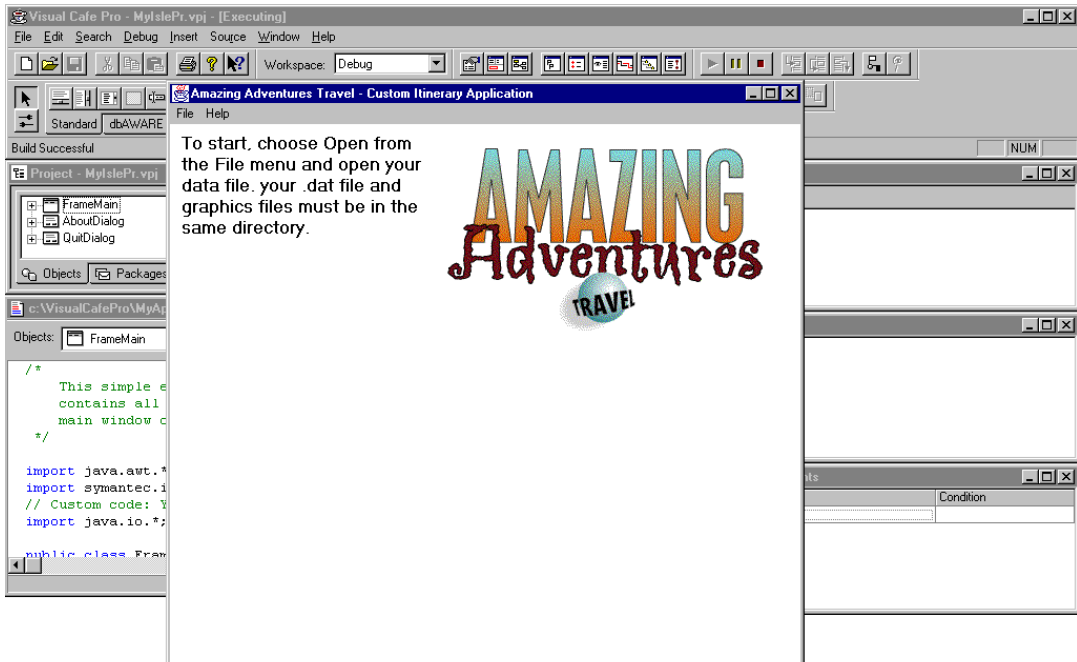 Visual Cafe Pro - MyIslePr.vpj - [Executing]
File Edit Search Debug Insert Source Window Help
Workspace: Debug
Standard dbAWARE
Build Successful
NUM
Amazing Adventures Travel - Custom Itinerary Application
File Help
To start, choose Open from
the File menu and open your
data file. your .dat file and
graphics files must be in the
same directory.
AMAZING
Adventures
TRAVEL
Project - MyIslePr.vpj
FrameMain
AboutDialog
QuitDialog
Objects Packages
c:\VisualCafePro\MyAp
Objects: FrameMain
/*
This simple e
contains all
main window
*/
import java.awt.*
import symantec.i
// Custom code:
import java.io.*;
public class Fram
Condition